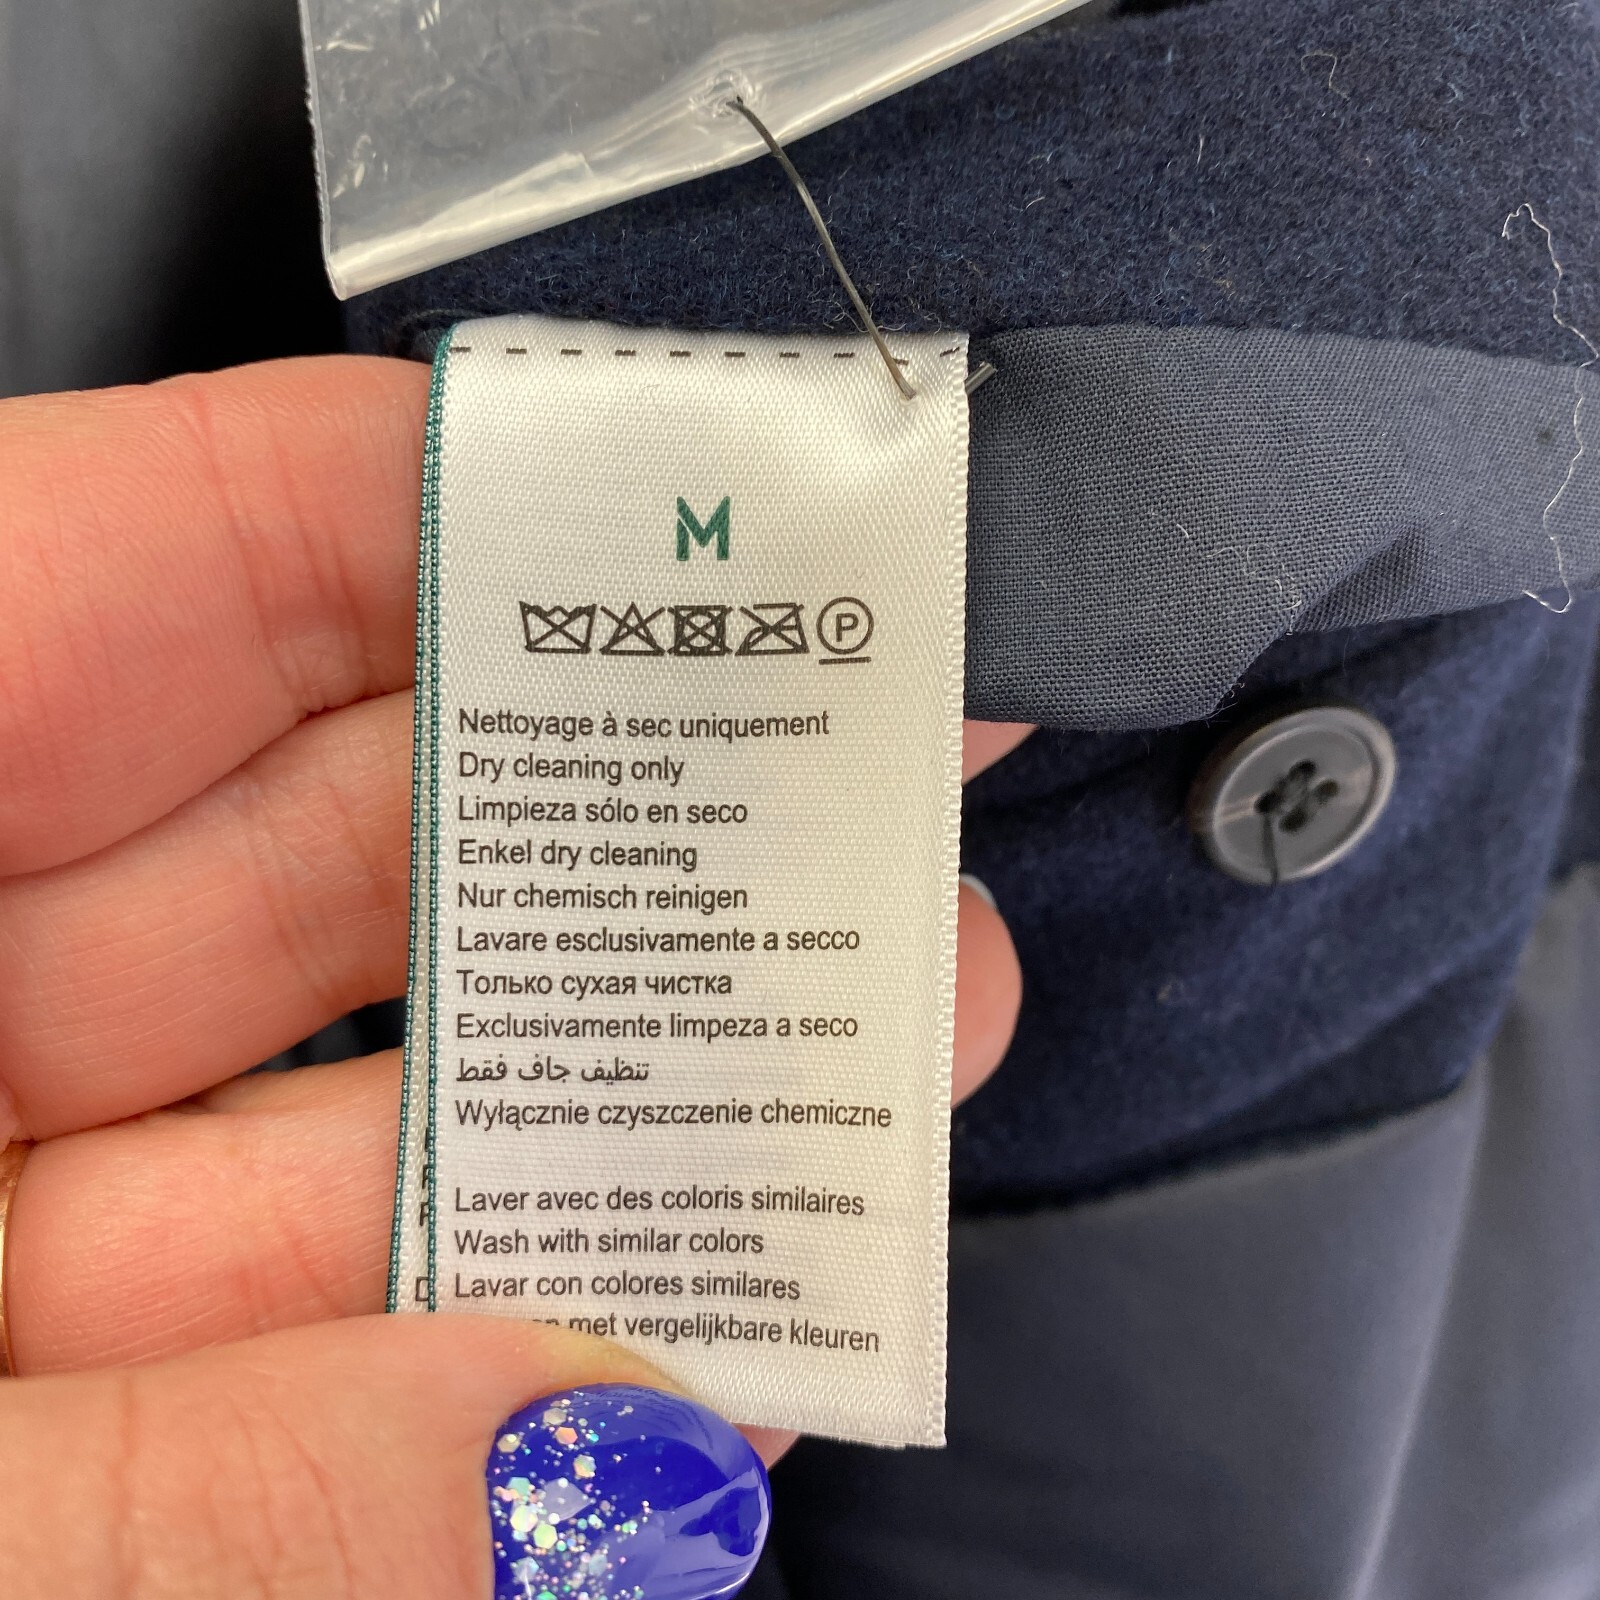 M
P
Nettoyage à sec uniquement
Dry cleaning only
Limpieza sólo en seco
Enkel dry cleaning
Nur chemisch reinigen
Lavare esclusivamente a secco
Только сухая чистка
Exclusivamente limpeza a seco
تنظيف جاف فقط
Wyłącznie czyszczenie chemiczne
Laver avec des coloris similaires
Wash with similar colors
Lavar con colores similares
met vergelijkbare kleuren